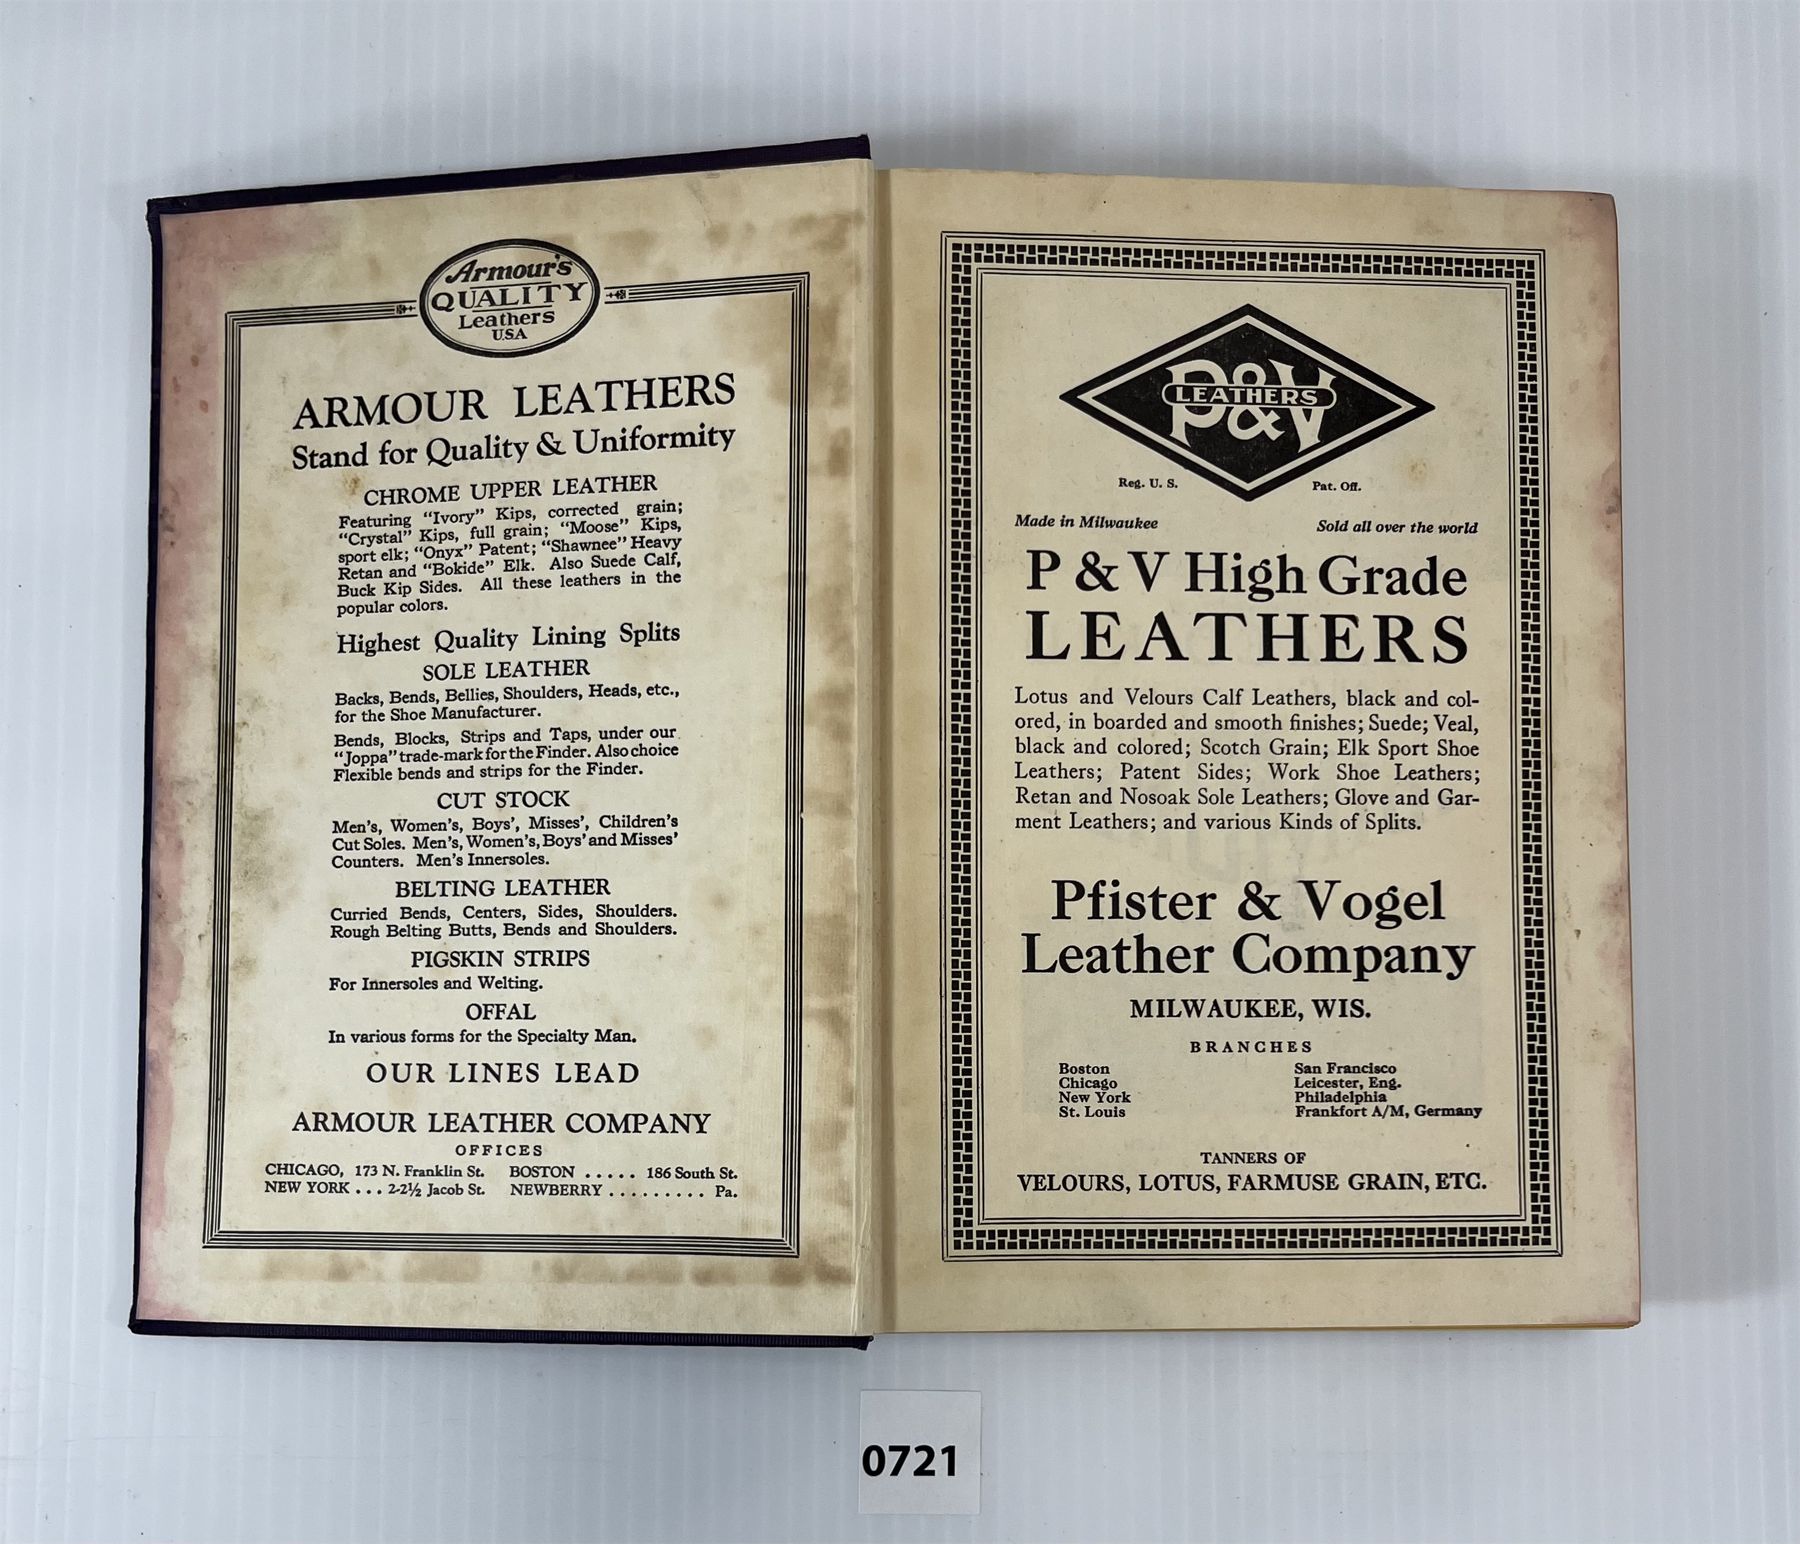 Armour's
QUALITY
Leathers
U.S.A
ARMOUR LEATHERS
Stand for Quality & Uniformity
CHROME UPPER LEATHER
Featuring "Ivory" Kips, corrected grain;
"Crystal" Kips, full grain; "Moose" Kips,
sport elk; "Onyx" Patent; "Shawnee" Heavy
Retan and "Bokide" Elk. Also Suede Calf,
Buck Kip Sides. All these leathers in the
popular colors.
Highest Quality Lining Splits
SOLE LEATHER
Backs, Bends, Bellies, Shoulders, Heads, etc.,
for the Shoe Manufacturer.
Bends, Blocks, Strips and Taps, under our
"Joppa" trade-mark for the Finder. Also choice
Flexible bends and strips for the Finder.
CUT STOCK
Men's, Women's, Boys', Misses', Children's
Cut Soles. Men's, Women's, Boys' and Misses'
Counters. Men's Innersoles.
BELTING LEATHER
Curried Bends, Centers, Sides, Shoulders.
Rough Belting Butts, Bends and Shoulders.
PIGSKIN STRIPS
For Innersoles and Welting.
OFFAL
In various forms for the Specialty Man.
OUR LINES LEAD
ARMOUR LEATHER COMPANY
OFFICES
CHICAGO, 173 N. Franklin St. BOSTON ..... 186 South St.
NEW YORK ... 2-2½ Jacob St. NEWBERRY ......... Pa.
P&V
LEATHERS
Reg. U. S. Pat. Off.
Made in Milwaukee Sold all over the world
P & V High Grade
LEATHERS
Lotus and Velours Calf Leathers, black and col-
ored, in boarded and smooth finishes; Suede; Veal,
black and colored; Scotch Grain; Elk Sport Shoe
Leathers; Patent Sides; Work Shoe Leathers;
Retan and Nosoak Sole Leathers; Glove and Gar-
ment Leathers; and various Kinds of Splits.
Pfister & Vogel
Leather Company
MILWAUKEE, WIS.
BRANCHES
Boston San Francisco
Chicago Leicester, Eng.
New York Philadelphia
St. Louis Frankfort A/M, Germany
TANNERS OF
VELOURS, LOTUS, FARMUSE GRAIN, ETC.
0721